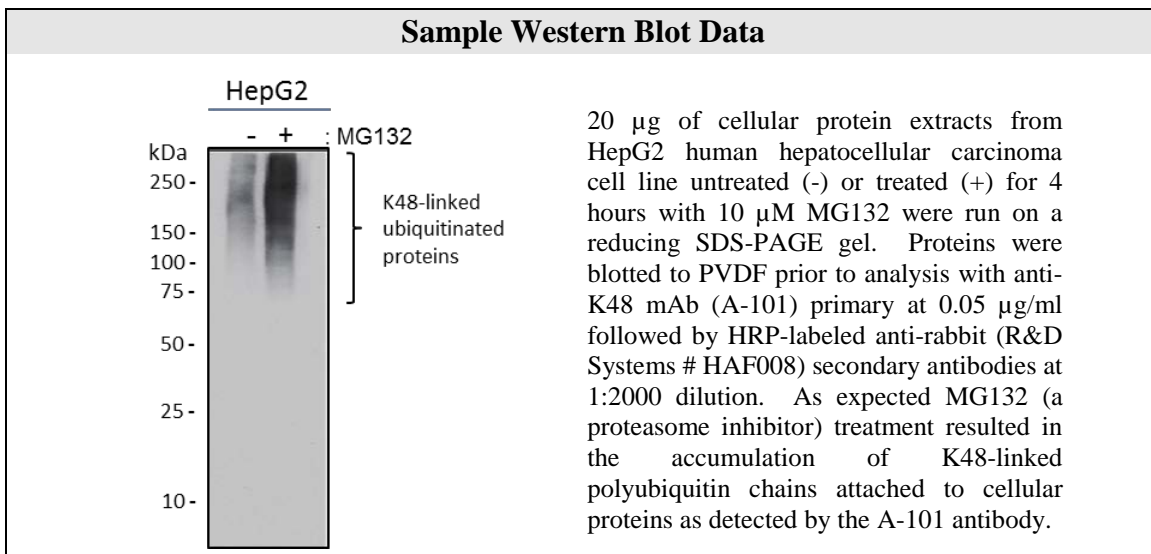 Sample Western Blot Data
HepG2
- + : MG132
kDa
250 -
150 -
100 -
75 -
50 -
25 -
10 -
K48-linked
ubiquitinated
proteins
20 µg of cellular protein extracts from
HepG2 human hepatocellular carcinoma
cell line untreated (-) or treated (+) for 4
hours with 10 µM MG132 were run on a
reducing SDS-PAGE gel. Proteins were
blotted to PVDF prior to analysis with anti-
K48 mAb (A-101) primary at 0.05 µg/ml
followed by HRP-labeled anti-rabbit (R&D
Systems # HAF008) secondary antibodies at
1:2000 dilution. As expected MG132 (a
proteasome inhibitor) treatment resulted in
the accumulation of K48-linked
polyubiquitin chains attached to cellular
proteins as detected by the A-101 antibody.